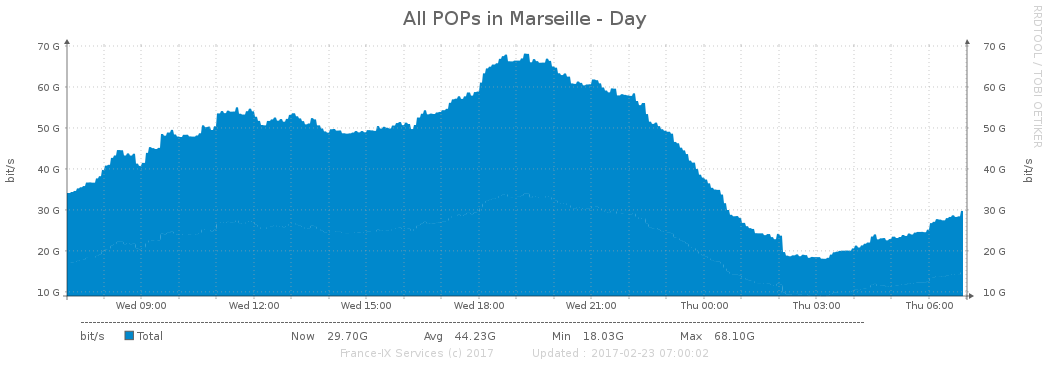 All POPs in Marseille - Day
RRDTOOL / TOBI OETIKER
70 G 70 G
60 G 60 G
50 G 50 G
40 G 40 G
30 G 30 G
20 G 20 G
10 G 10 G
bit/s
bit/s
Wed 09:00 Wed 12:00 Wed 15:00 Wed 18:00 Wed 21:00 Thu 00:00 Thu 03:00 Thu 06:00
bit/s Total Now 29.70G Avg 44.23G Min 18.03G Max 68.10G
France-IX Services (c) 2017 Updated : 2017-02-23 07:00:02